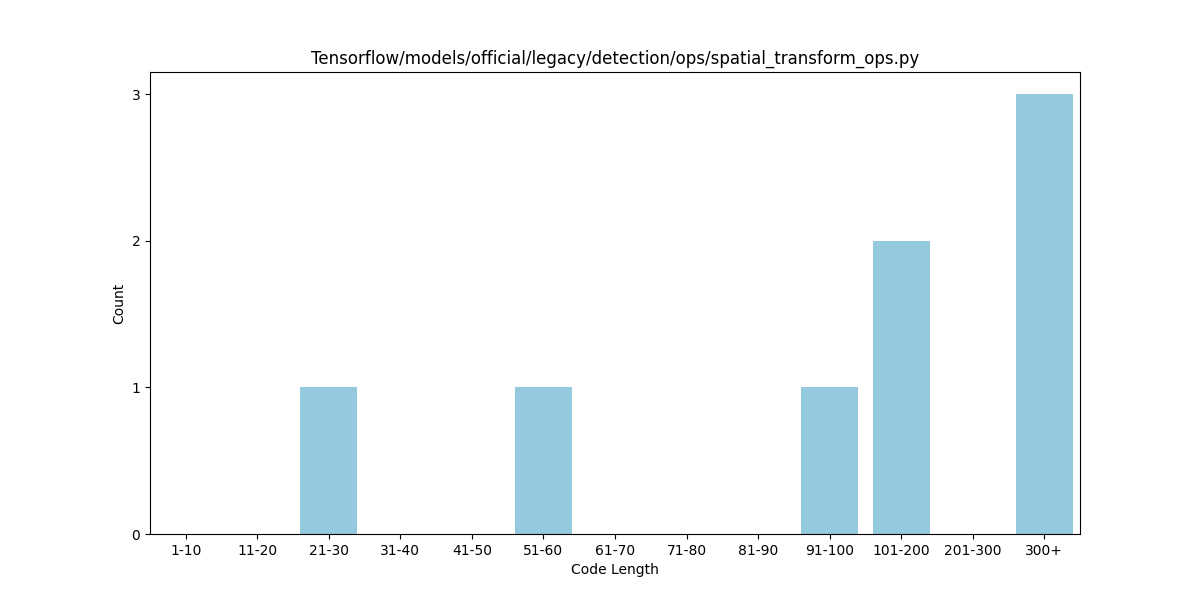 Tensorflow/models/official/legacy/detection/ops/spatial_transform_ops.py
3
2
1
0
Count
1-10 11-20 21-30 31-40 41-50 51-60 61-70 71-80 81-90 91-100 101-200 201-300 300+
Code Length